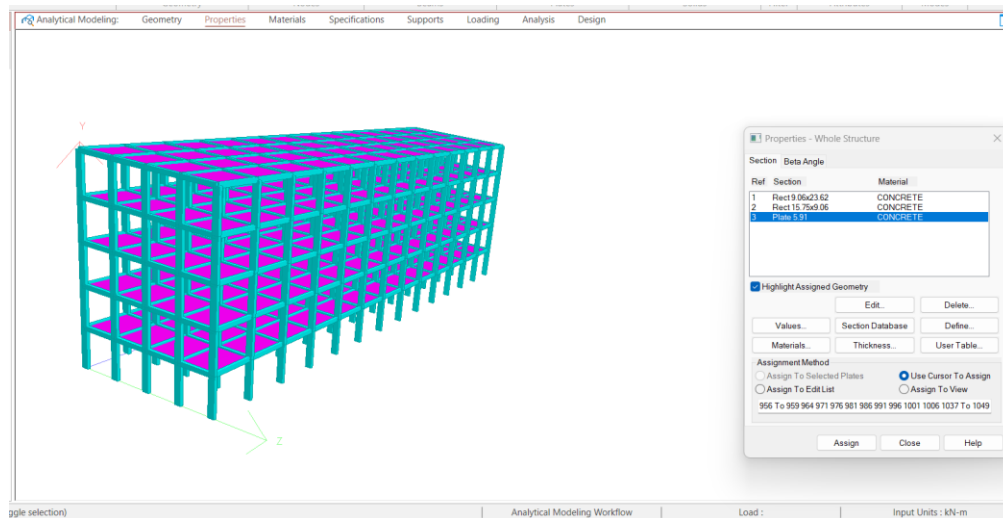 Analytical Modeling: Geometry Properties Materials Specifications Supports Loading Analysis Design
Y
Z
Properties - Whole Structure
Section Beta Angle
Ref Section Material
1 Rect 9.06x23.62 CONCRETE
2 Rect 15.75x9.06 CONCRETE
3 Plate 5.91 CONCRETE
Highlight Assigned Geometry
Edit... Delete...
Values... Section Database Define...
Materials... Thickness... User Table...
Assignment Method
Assign To Selected Plates Use Cursor To Assign
Assign To Edit List Assign To View
956 To 959 964 971 976 981 986 991 996 1001 1006 1037 To 1049
Assign Close Help
ggle selection) Analytical Modeling Workflow Load : Input Units : kN-m